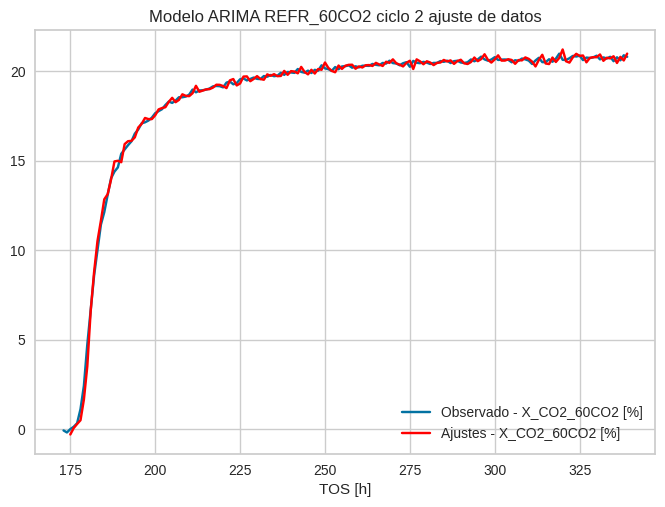 Modelo ARIMA REFR_60CO2 ciclo 2 ajuste de datos
20
15
10
5
0
Observado - X_CO2_60CO2 [%]
Ajustes - X_CO2_60CO2 [%]
175 200 225 250 275 300 325
TOS [h]